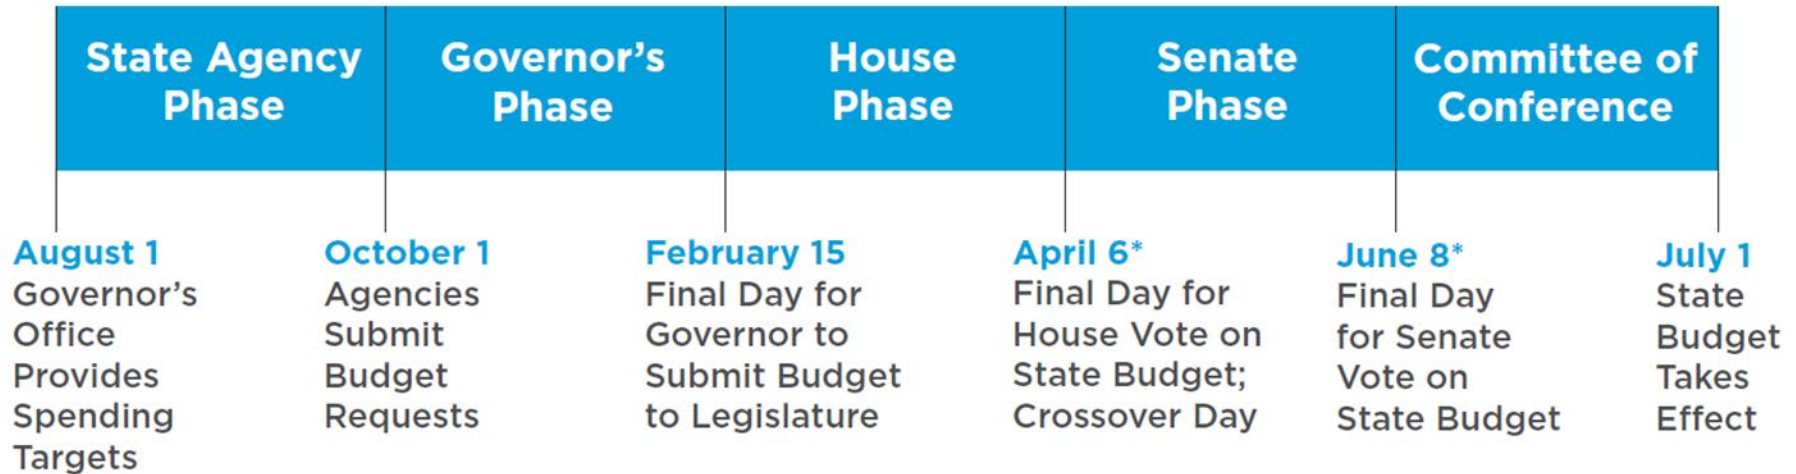 State Agency
Phase
Governor's
Phase
House
Phase
Senate
Phase
Committee of
Conference
August 1
Governor's
Office
Provides
Spending
Targets
October 1
Agencies
Submit
Budget
Requests
February 15
Final Day for
Governor to
Submit Budget
to Legislature
April 6*
Final Day for
House Vote on
State Budget;
Crossover Day
June 8*
Final Day
for Senate
Vote on
State Budget
July 1
State
Budget
Takes
Effect